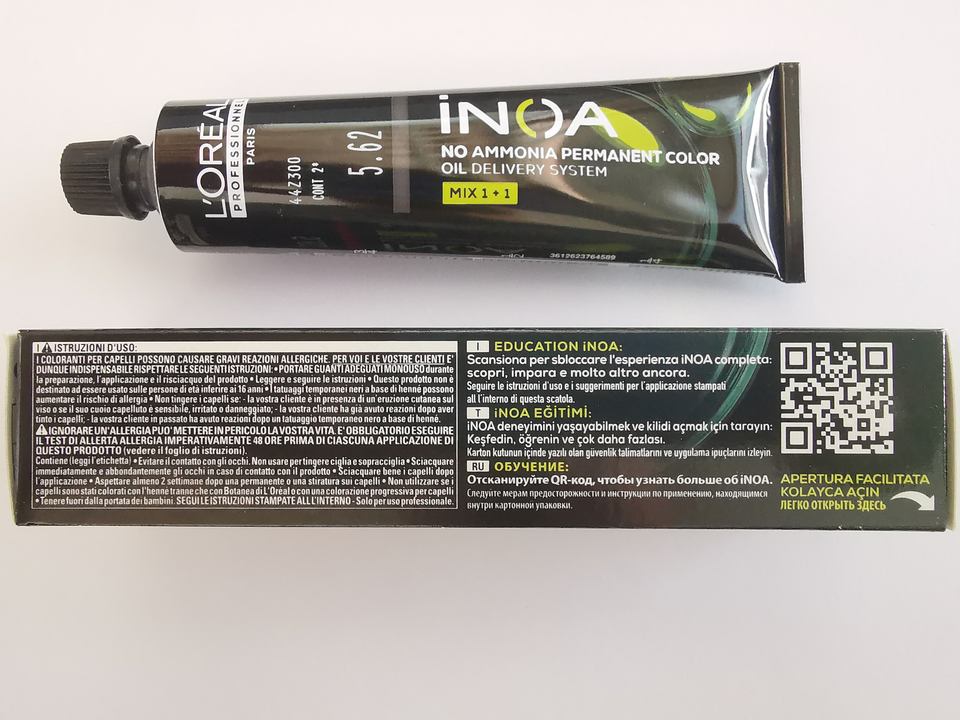 L'ORÉAL
PROFESSIONNEL
PARIS
44Z300
CONT 2*
5.62
iNOA
NO AMMONIA PERMANENT COLOR
OIL DELIVERY SYSTEM
MIX 1 + 1
3612623764589
I ISTRUZIONI D'USO:
I COLORANTI PER CAPELLI POSSONO CAUSARE GRAVI REAZIONI ALLERGICHE. PER VOI E LE VOSTRE CLIENTI E'
DUNQUE INDISPENSABILE RISPETTARE LE SEGUENTI ISTRUZIONI: • PORTARE GUANTI ADEGUATI MONOUSO durante
la preparazione, l'applicazione e il risciacquo del prodotto • Leggere e seguire le istruzioni • Questo prodotto non è
destinato ad essere usato sulle persone di età inferiore ai 16 anni • I tatuaggi temporanei neri a base di henné possono
aumentare il rischio di allergia • Non tingere i capelli se: - la vostra cliente è in presenza di un'eruzione cutanea sul
viso o se il suo cuoio capelluto è sensibile, irritato o danneggiato; - la vostra cliente ha già avuto reazioni dopo aver
tinto i capelli; - la vostra cliente in passato ha avuto reazioni dopo un tatuaggio temporaneo nero a base di henné.
IGNORARE UN'ALLERGIA PUO' METTERE IN PERICOLO LA VOSTRA VITA. E' OBBLIGATORIO ESEGUIRE
IL TEST DI ALLERTA ALLERGIA IMPERATIVAMENTE 48 ORE PRIMA DI CIASCUNA APPLICAZIONE DI
QUESTO PRODOTTO (vedere il foglio di istruzioni).
Contiene (leggi l'etichetta) • Evitare il contatto con gli occhi. Non usare per tingere ciglia e sopracciglia • Sciacquare
immediatamente e abbondantemente gli occhi in caso di contatto con il prodotto • Sciacquare bene i capelli dopo
l'applicazione • Aspettare almeno 2 settimane dopo una permanente o una stiratura sui capelli • Non utilizzare se i
capelli sono stati colorati con l'henné tranne che con Botanea di L'Oréal o con una colorazione progressiva per capelli
• Tenere fuori dalla portata dei bambini. SEGUI LE ISTRUZIONI STAMPATE ALL'INTERNO - Solo per uso professionale.
I EDUCATION iNOA:
Scansiona per sbloccare l'esperienza iNOA completa:
scopri, impara e molto altro ancora.
Seguire le istruzioni d'uso e i suggerimenti per l'applicazione stampati
all'interno di questa scatola.
T iNOA EĞİTİMİ:
iNOA deneyimini yaşayabilmek ve kilidi açmak için tarayın:
Keşfedin, öğrenin ve çok daha fazlası.
Karton kutunun içinde yazılı olan güvenlik talimatlarını ve uygulama ipuçlarını izleyin.
RU ОБУЧЕНИЕ:
Отсканируйте QR-код, чтобы узнать больше об iNOA.
Следуйте мерам предосторожности и инструкции по применению, находящимся
внутри картонной упаковки.
APERTURA FACILITATA
KOLAYCA AÇIN
ЛЕГКО ОТКРЫТЬ ЗДЕСЬ